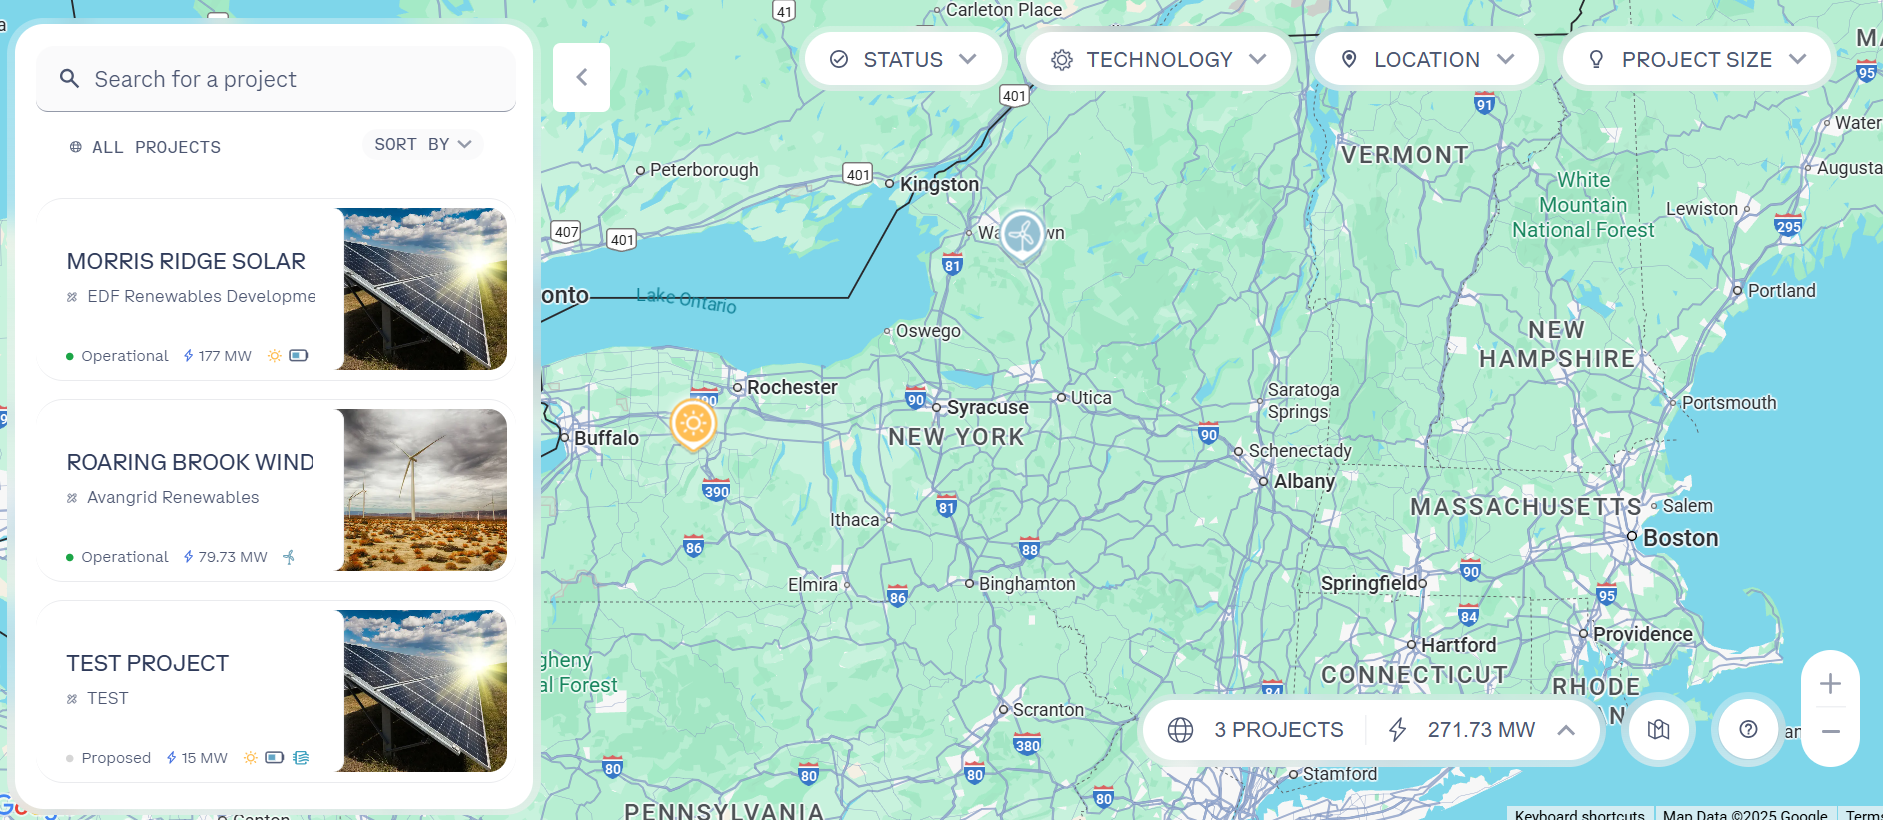 Search for a project
ALL PROJECTS
SORT BY
MORRIS RIDGE SOLAR
EDF Renewables Developme
Operational
177 MW
ROARING BROOK WIND
Avangrid Renewables
Operational
79.73 MW
TEST PROJECT
TEST
Proposed
15 MW
STATUS
TECHNOLOGY
LOCATION
PROJECT SIZE
41
Carleton Place
401
95
91
Water
Peterborough
401
Kingston
VERMONT
Augusta
White
Mountain
National Forest
Lewiston
295
407
401
81
onto
Lake Ontario
Portland
Oswego
NEW
HAMPSHIRE
Rochester
90
Syracuse
Utica
Saratoga
Springs
Portsmouth
Buffalo
NEW YORK
90
Schenectady
Albany
390
81
Ithaca
MASSACHUSETTS
Salem
Boston
86
88
Elmira
86
Binghamton
90
Springfield
95
84
Hartford
Providence
CONNECTICUT
RHODE
gheny
al Forest
84
Scranton
380
80
80
80
80
3 PROJECTS
271.73 MW
Stamford
PENNSYLVANIA
Keyboard shortcuts
Map Data ©2025 Google
Terms